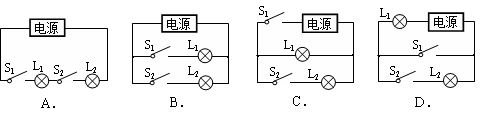 电源 S₁ L₁ S₂ L₂ A.
电源 S₁ L₁ S₂ L₂ B.
S₁ 电源 L₁ S₂ L₂ C.
L₁ 电源 S₁ S₂ L₂ D.